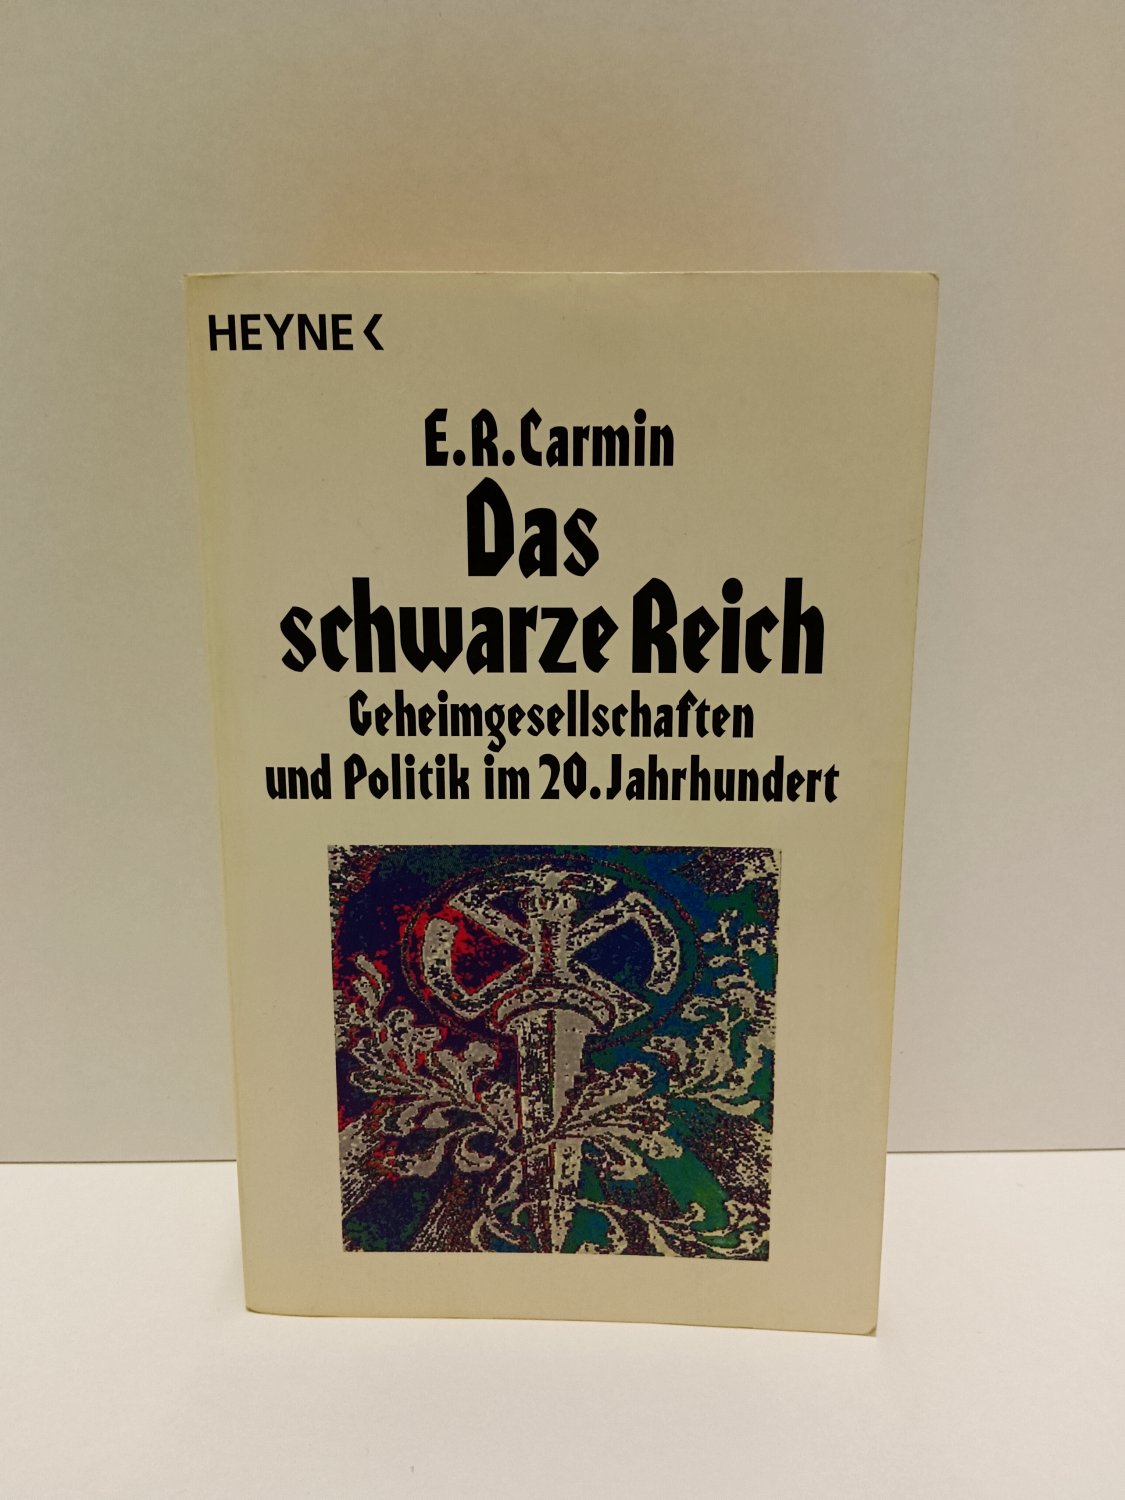 HEYNE
E.R.Carmin
Das
schwarze Reich
Geheimgesellschaften
und Politik im 20. Jahrhundert